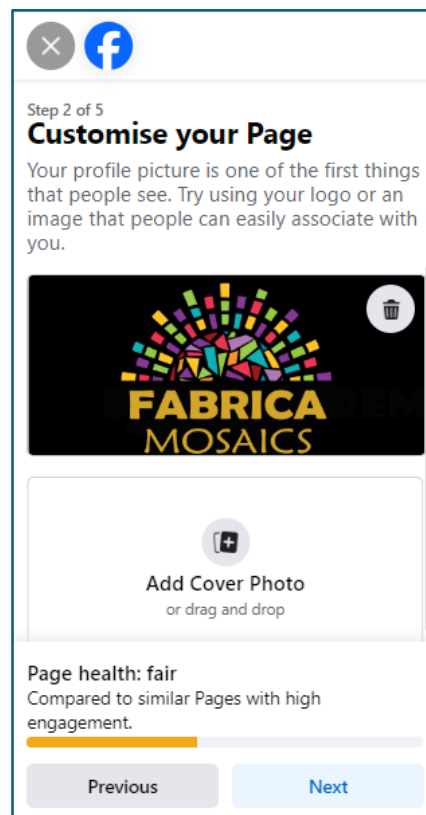 Step 2 of 5
Customise your Page
Your profile picture is one of the first things
that people see. Try using your logo or an
image that people can easily associate with
you.
FABRICA
MOSAICS
Add Cover Photo
or drag and drop
Page health: fair
Compared to similar Pages with high
engagement.
Previous
Next